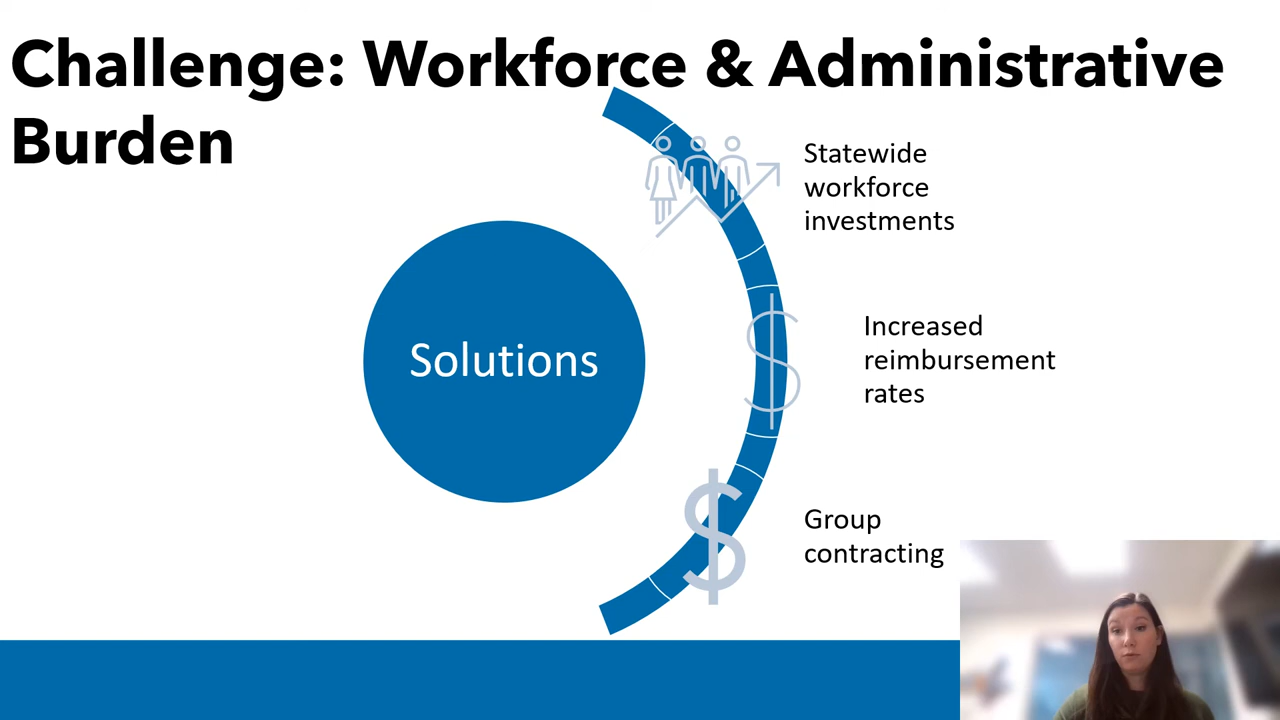 Challenge: Workforce & Administrative
Burden
Statewide
workforce
investments
Solutions
Increased
reimbursement
rates
Group
contracting